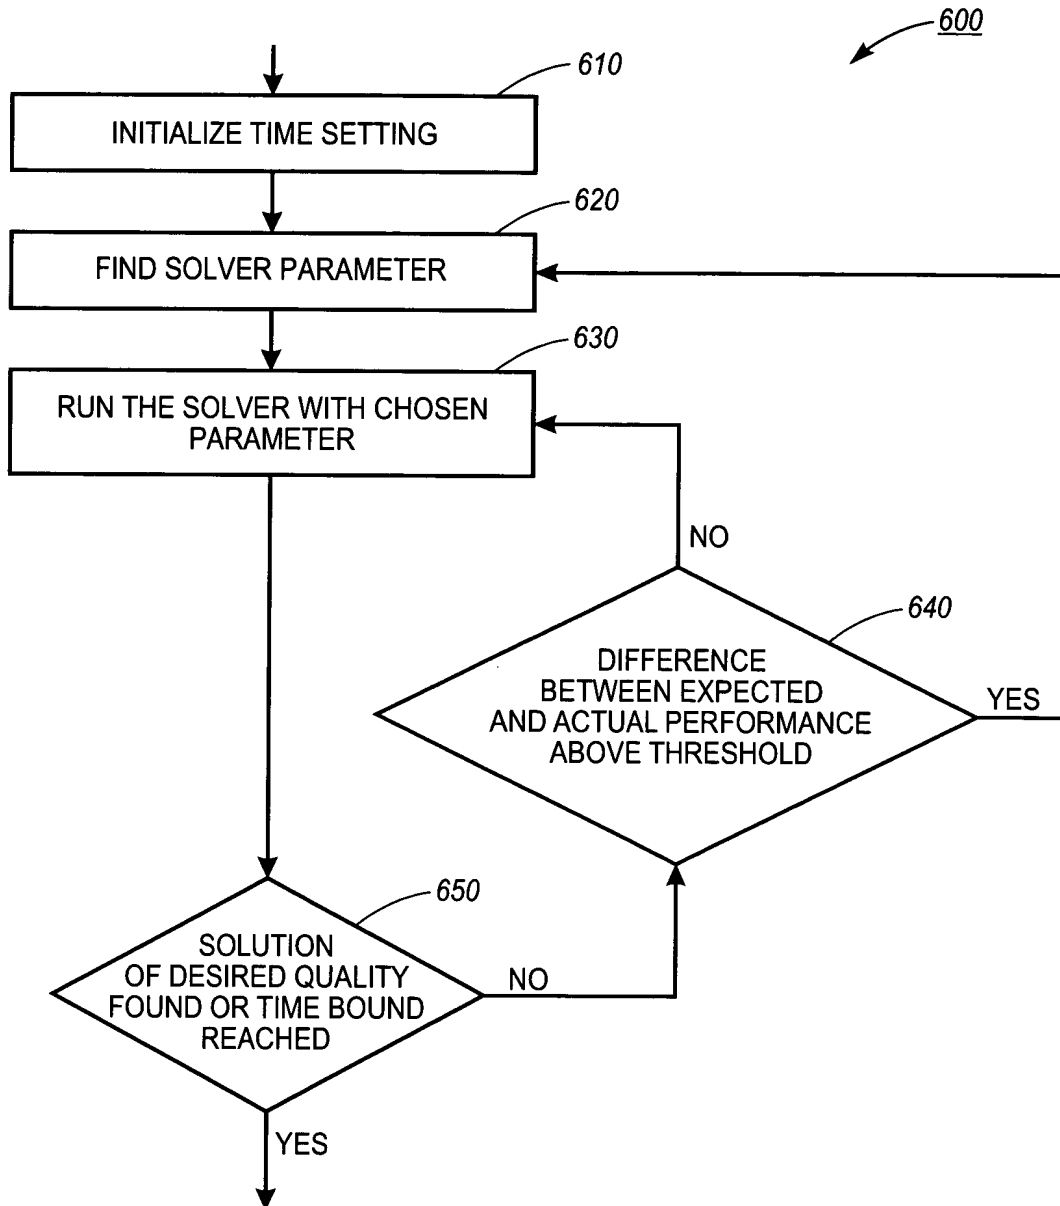 600
610
INITIALIZE TIME SETTING
620
FIND SOLVER PARAMETER
630
RUN THE SOLVER WITH CHOSEN
PARAMETER
NO
640
DIFFERENCE
BETWEEN EXPECTED
AND ACTUAL PERFORMANCE
ABOVE THRESHOLD
YES
650
SOLUTION
OF DESIRED QUALITY
FOUND OR TIME BOUND
REACHED
NO
YES